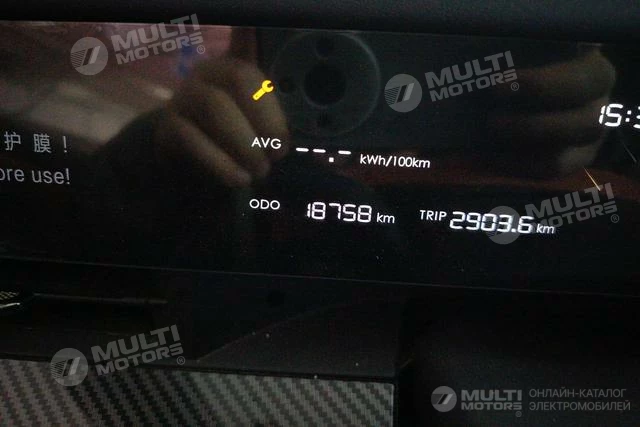 MULTI MOTORS®
MULTI MOTORS®
15:3
护膜!
ore use!
AVG --.- kWh/100km
ODO 18758 km TRIP 2903.6 km
MULTI MOTORS®
MULTI MOTORS®
MULTI MOTORS®
ОНЛАЙН-КАТАЛОГ
ЭЛЕКТРОМОБИЛЕЙ